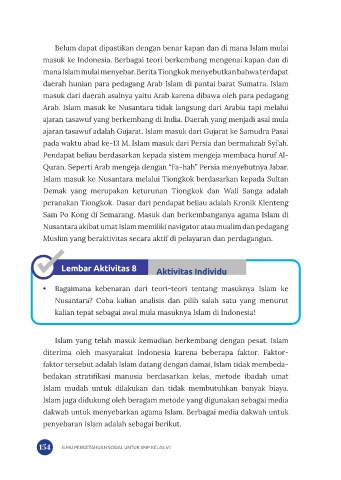 Belum dapat dipastikan dengan benar kapan dan di mana Islam mulai
masuk ke Indonesia. Berbagai teori berkembang mengenai kapan dan di
mana Islam mulai menyebar. Berita Tiongkok menyebutkan bahwa terdapat
daerah hunian para pedagang Arab Islam di pantai barat Sumatra. Islam
masuk dari daerah asalnya yaitu Arab karena dibawa oleh para pedagang
Arab. Islam masuk ke Nusantara tidak langsung dari Arabia tapi melalui
ajaran tasawuf yang berkembang di India. Daerah yang menjadi asal mula
ajaran tasawuf adalah Gujarat. Islam masuk dari Gujarat ke Samudra Pasai
pada waktu abad ke-13 M. Islam masuk dari Persia dan bermahzab Syi'ah.
Pendapat beliau berdasarkan kepada sistem mengeja membaca huruf Al-
Quran. Seperti Arab mengeja dengan "Fa-hah" Persia menyebutnya Jabar.
Islam masuk ke Nusantara melalui Tiongkok berdasarkan kepada Sultan
Demak yang merupakan keturunan Tiongkok dan Wali Sanga adalah
peranakan Tiongkok. Dasar dari pendapat beliau adalah Kronik Klenteng
Sam Po Kong di Semarang. Masuk dan berkembanganya agama Islam di
Nusantara akibat umat Islam memiliki navigator atau mualim dan pedagang
Muslim yang beraktivitas secara aktif di pelayaran dan perdagangan.
Lembar Aktivitas 8 Aktivitas Individu
• Bagaimana kebenaran dari teori-teori tentang masuknya Islam ke
Nusantara? Coba kalian analisis dan pilih salah satu yang menurut
kalian tepat sebagai awal mula masuknya Islam di Indonesia!
Islam yang telah masuk kemudian berkembang dengan pesat. Islam
diterima oleh masyarakat Indonesia karena beberapa faktor. Faktor-
faktor tersebut adalah Islam datang dengan damai, Islam tidak membeda-
bedakan stratifikasi manusia berdasarkan kelas, metode ibadah umat
Islam mudah untuk dilakukan dan tidak membutuhkan banyak biaya.
Islam juga didukung oleh beragam metode yang digunakan sebagai media
dakwah untuk menyebarkan agama Islam. Berbagai media dakwah untuk
penyebaran Islam adalah sebagai berikut.
154 ILMU PENGETAHUAN SOSIAL UNTUK SMP KELAS VII